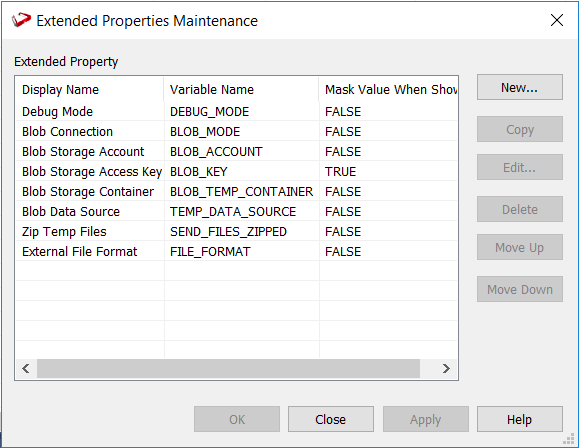 Extended Properties Maintenance
Extended Property
Display Name Variable Name Mask Value When Show
Debug Mode DEBUG_MODE FALSE
Blob Connection BLOB_MODE FALSE
Blob Storage Account BLOB_ACCOUNT FALSE
Blob Storage Access Key BLOB_KEY TRUE
Blob Storage Container BLOB_TEMP_CONTAINER FALSE
Blob Data Source TEMP_DATA_SOURCE FALSE
Zip Temp Files SEND_FILES_ZIPPED FALSE
External File Format FILE_FORMAT FALSE
New...
Copy
Edit...
Delete
Move Up
Move Down
OK Close Apply Help